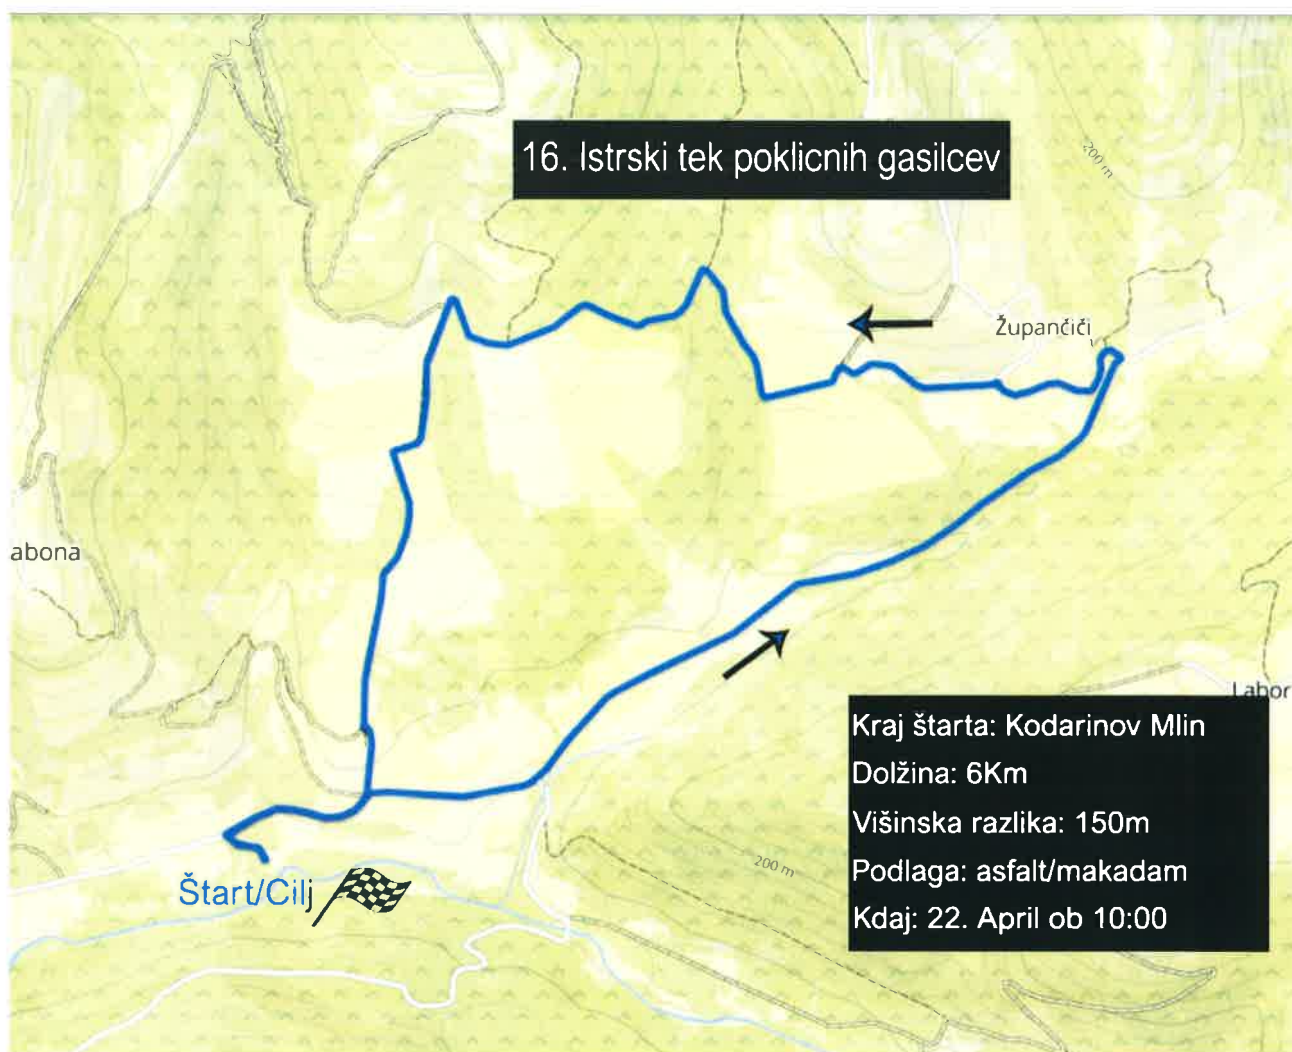 16. Istrski tek poklicnih gasilcev
200 m
Župančiči
abona
Labor
Kraj štarta: Kodarinov Mlin
Dolžina: 6Km
Višinska razlika: 150m
Podlaga: asfalt/makadam
Kdaj: 22. April ob 10:00
200 m
Štart/Cilj